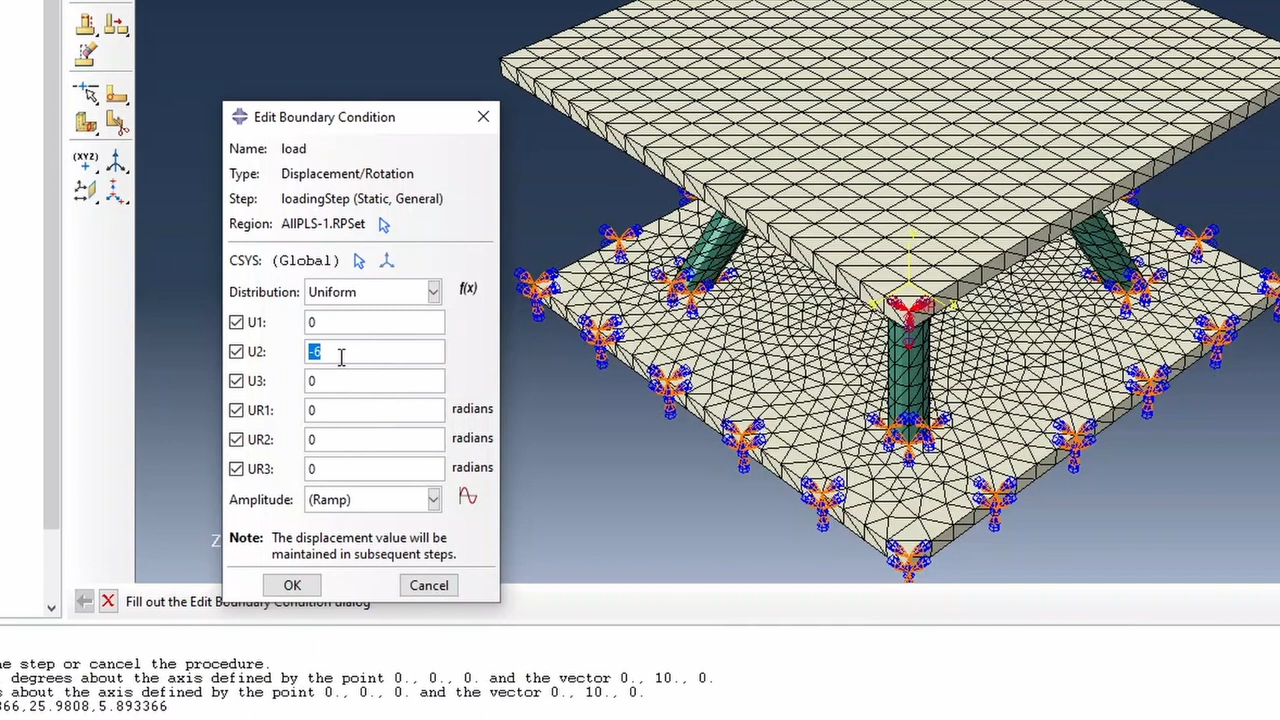 (XYZ)
Edit Boundary Condition
Name: load
Type: Displacement/Rotation
Step: loadingStep (Static, General)
Region: AllPLS-1.RPSet
CSYS: (Global)
Distribution: Uniform f(x)
U1: 0
U2: -6
U3: 0
UR1: 0 radians
UR2: 0 radians
UR3: 0 radians
Amplitude: (Ramp)
Note: The displacement value will be
maintained in subsequent steps.
OK Cancel
Z
Fill out the Edit Boundary Condition dialog
he step or cancel the procedure.
degrees about the axis defined by the point 0., 0., 0. and the vector 0., 10., 0.
s about the axis defined by the point 0., 0., 0. and the vector 0., 10., 0.
366,25.9808,5.893366